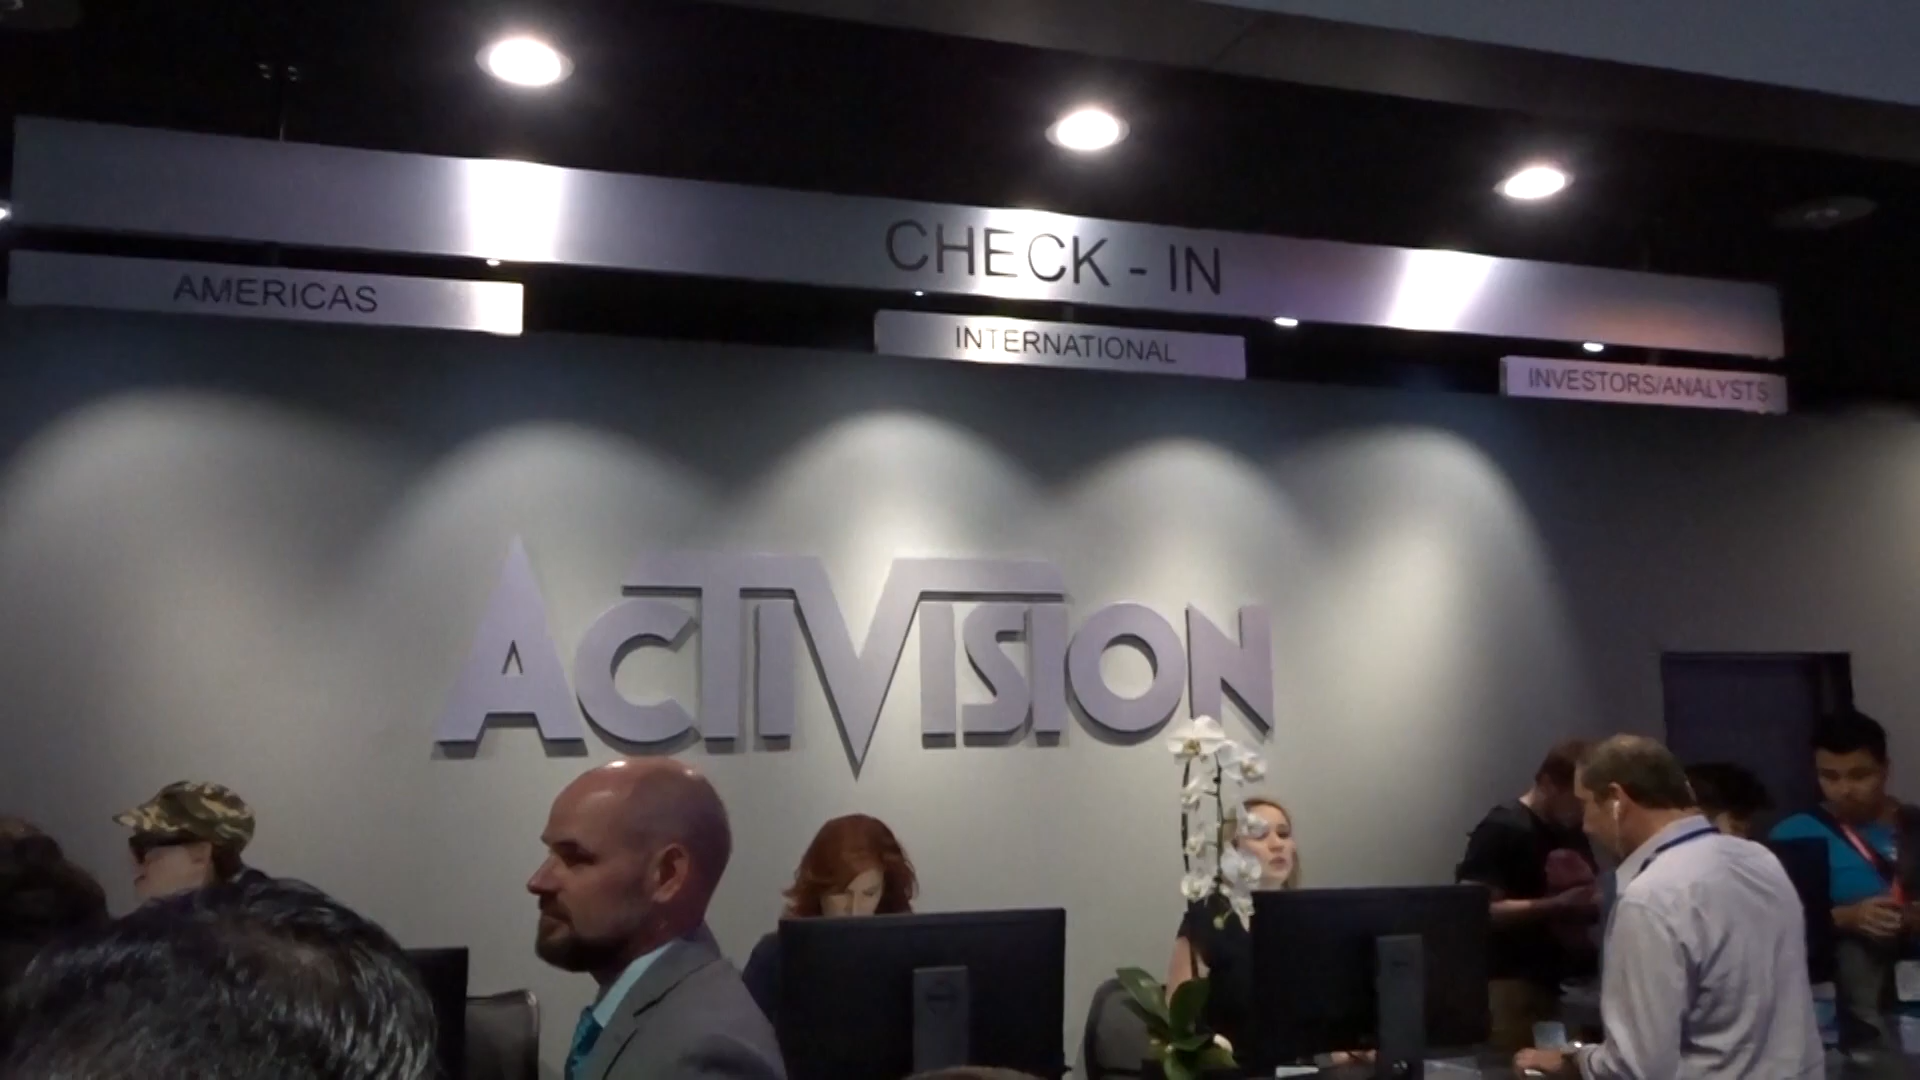 CHECK - IN
AMERICAS
INTERNATIONAL
INVESTORS/ANALYSTS
ACTIVISION